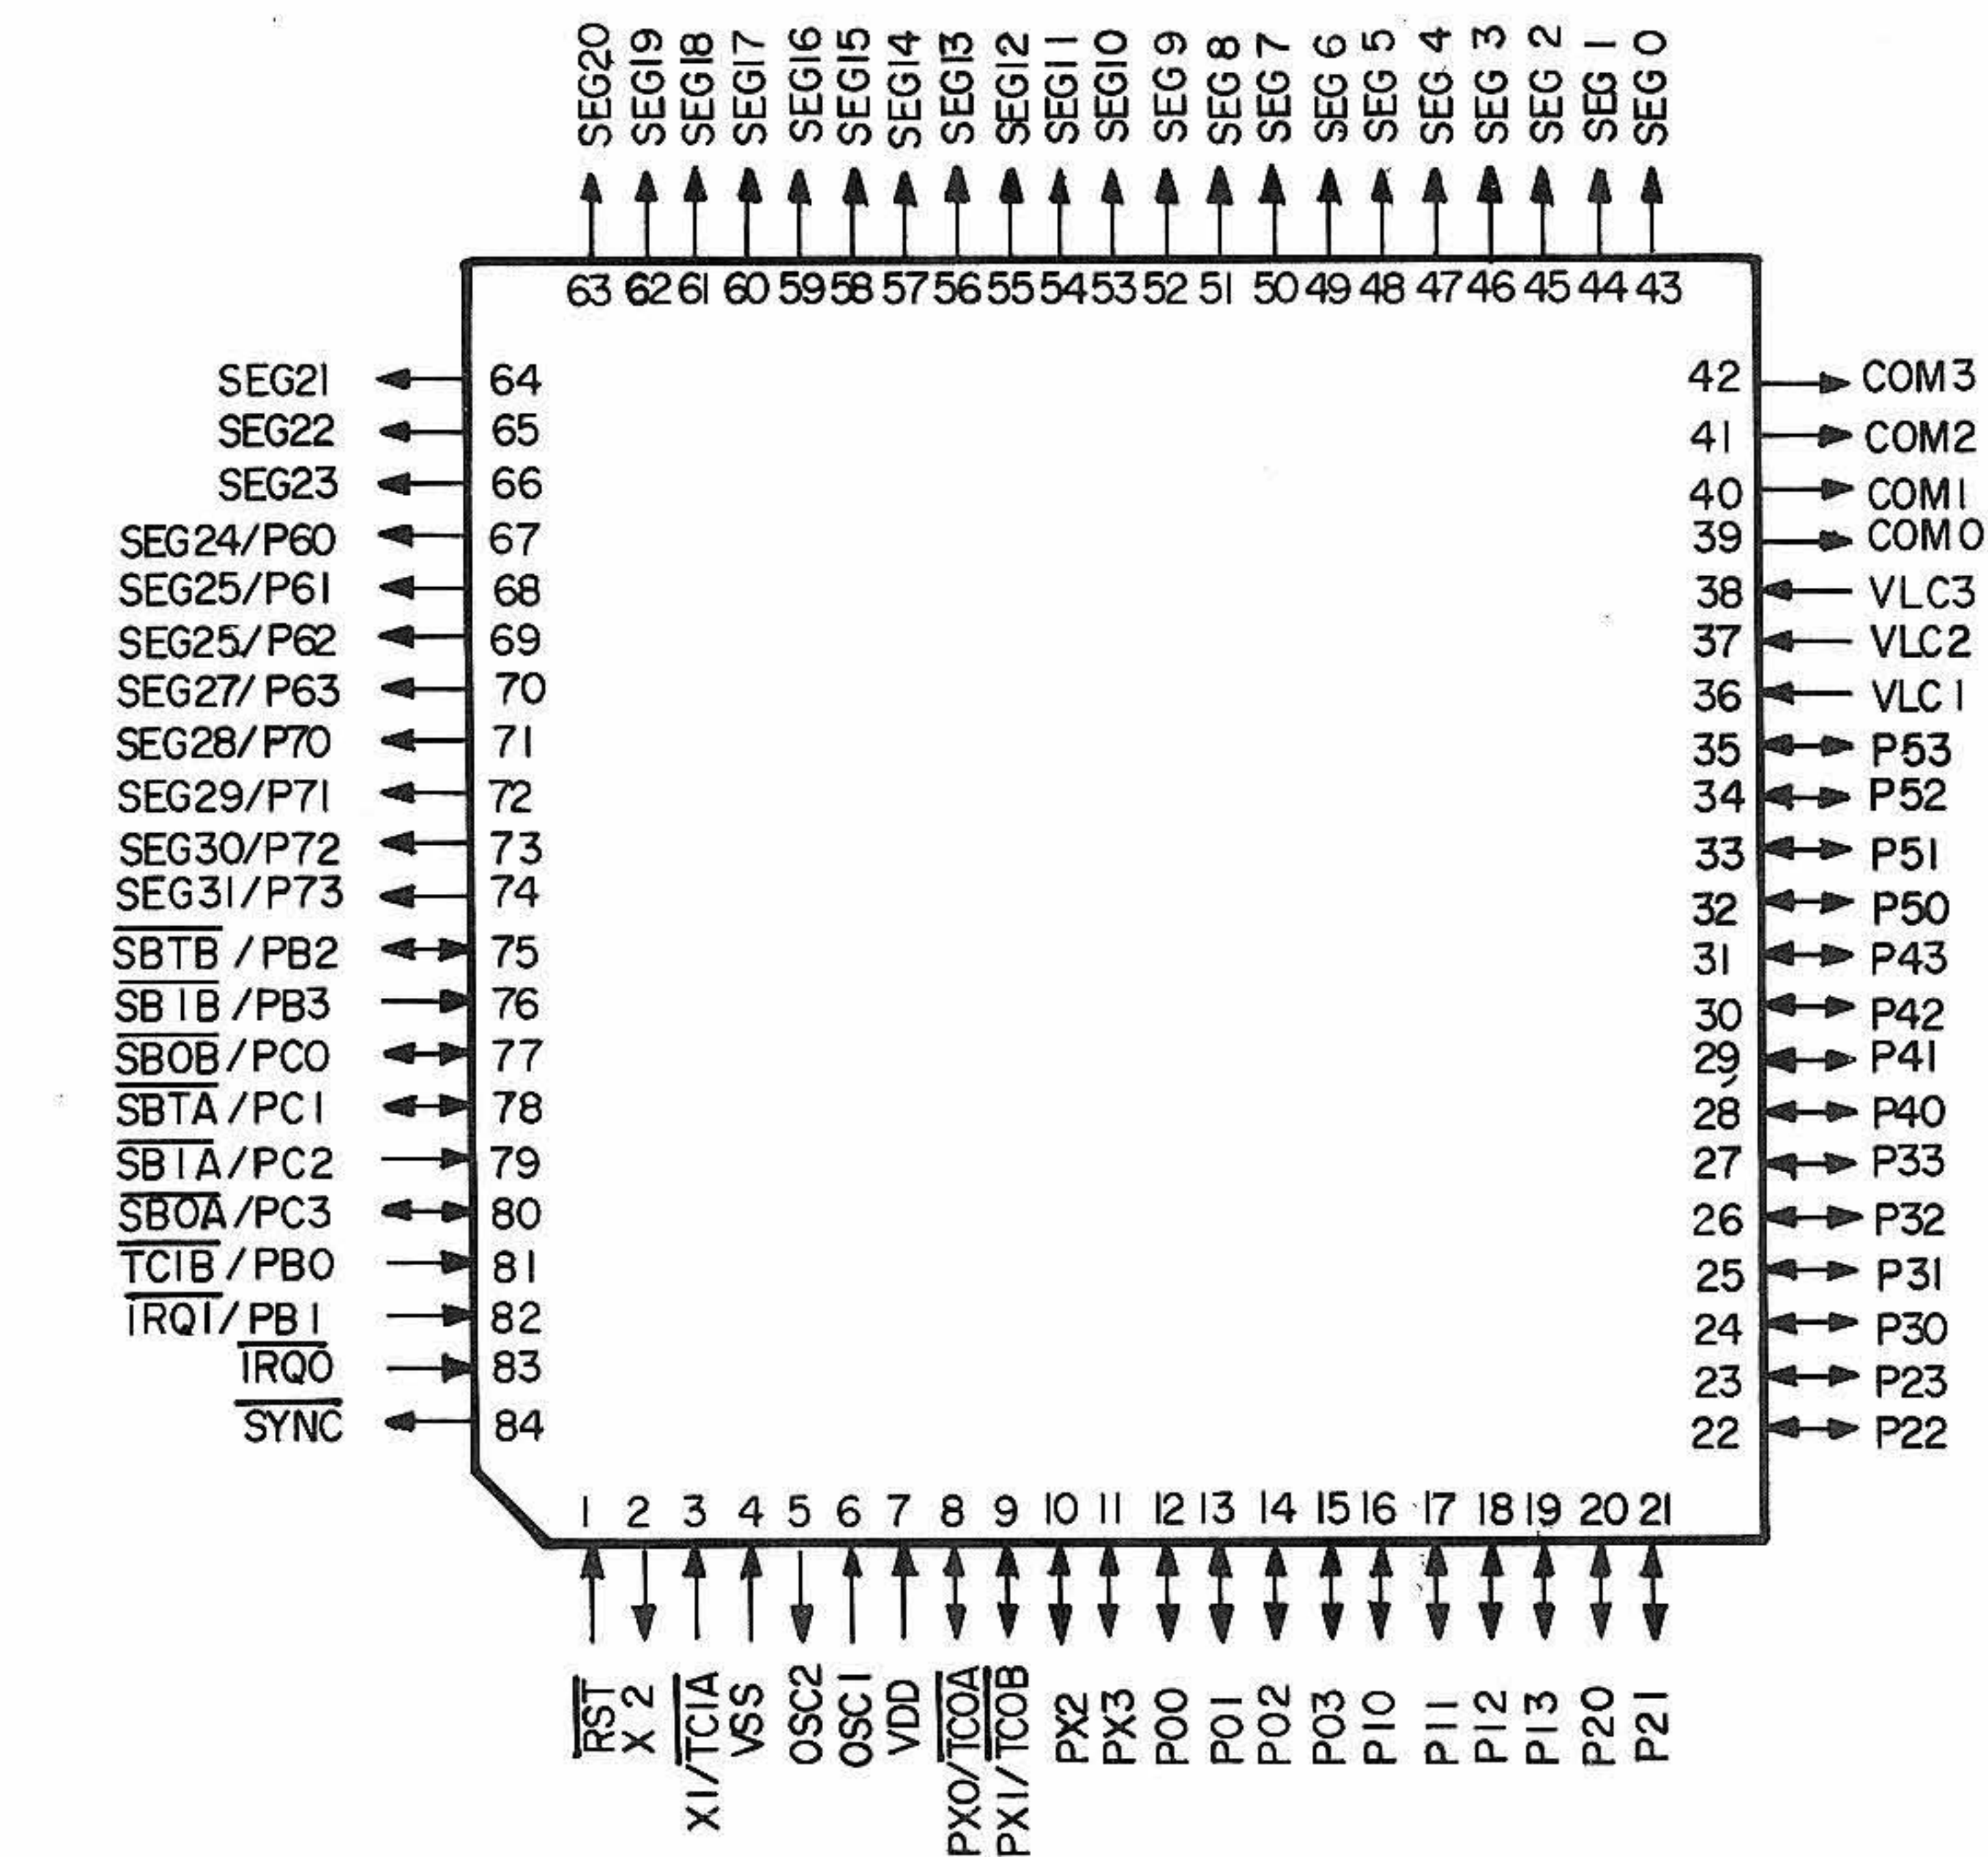 SEG20 SEG19 SEG18 SEG17 SEG16 SEG15 SEG14 SEG13 SEG12 SEG11 SEG10 SEG9 SEG8 SEG7 SEG6 SEG5 SEG4 SEG3 SEG2 SEG1 SEG0
63 62 61 60 59 58 57 56 55 54 53 52 51 50 49 48 47 46 45 44 43
SEG21 64 42 COM3
SEG22 65 41 COM2
SEG23 66 40 COM1
SEG24/P60 67 39 COM0
SEG25/P61 68 38 VLC3
SEG25/P62 69 37 VLC2
SEG27/P63 70 36 VLC1
SEG28/P70 71 35 P53
SEG29/P71 72 34 P52
SEG30/P72 73 33 P51
SEG31/P73 74 32 P50
SBTB/PB2 75 31 P43
SBIB/PB3 76 30 P42
SBOB/PC0 77 29 P41
SBTA/PC1 78 28 P40
SBIA/PC2 79 27 P33
SBOA/PC3 80 26 P32
TCIB/PB0 81 25 P31
IRQ1/PB1 82 24 P30
IRQ0 83 23 P23
SYNC 84 22 P22
1 2 3 4 5 6 7 8 9 10 11 12 13 14 15 16 17 18 19 20 21
RST X2 X1/TCIA VSS OSC2 OSC1 VDD PX0/TCOA PX1/TCOB PX2 PX3 P00 P01 P02 P03 P10 P11 P12 P13 P20 P21